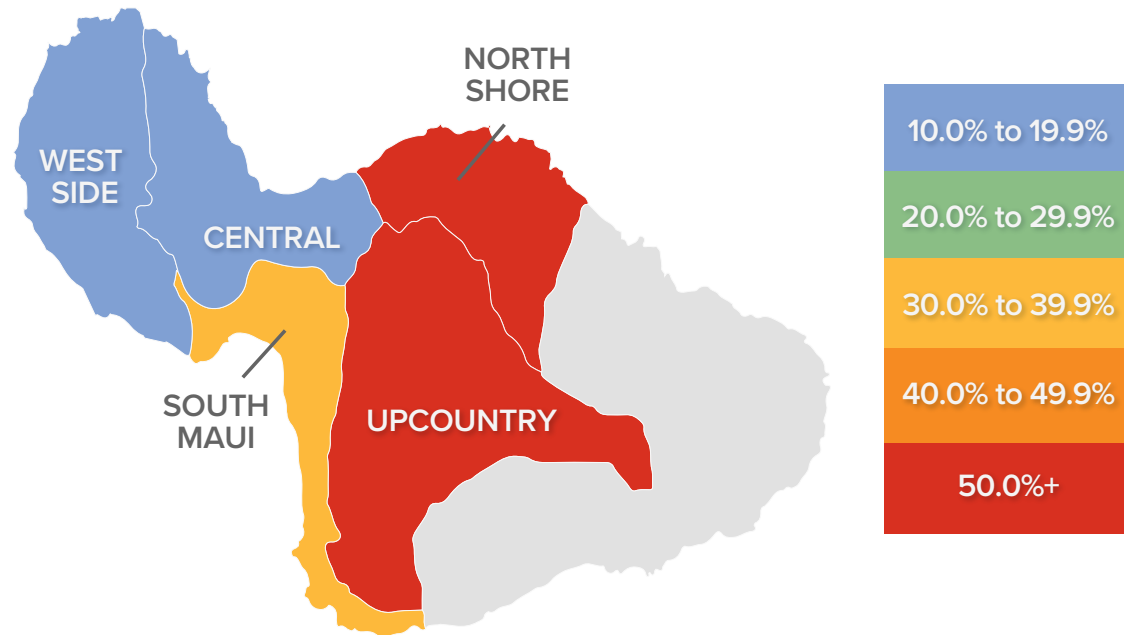 NORTH
SHORE
WEST
SIDE
CENTRAL
SOUTH
MAUI
UPCOUNTRY
10.0% to 19.9%
20.0% to 29.9%
30.0% to 39.9%
40.0% to 49.9%
50.0%+